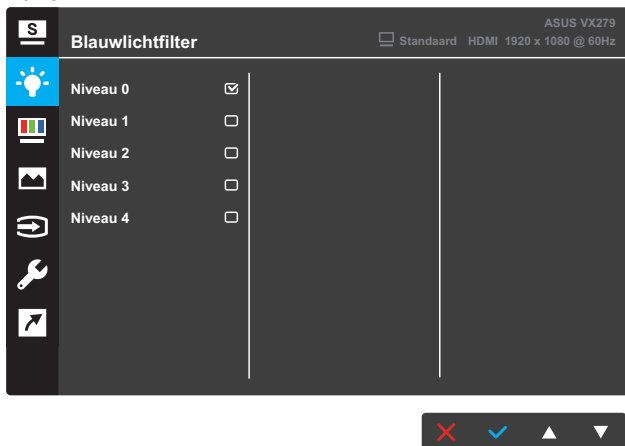 S
ASUS VX279
Blauwlichtfilter
Standaard HDMI 1920 x 1080 @ 60Hz
Niveau 0
Niveau 1
Niveau 2
Niveau 3
Niveau 4